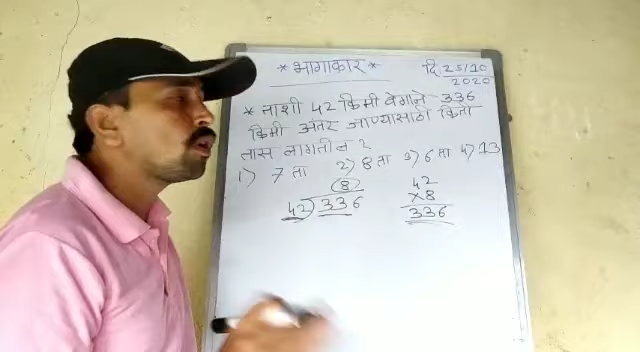 * भागाकार *
दि 25/10
2020
* ताशी 42 किमी वेगाने 336
किमी अंतर जाण्यासाठी किती
तास लागतील ?
1) 7 ता 2) 8 ता 3) 6 ता 4) 13
8
42) 336
42
×8
336